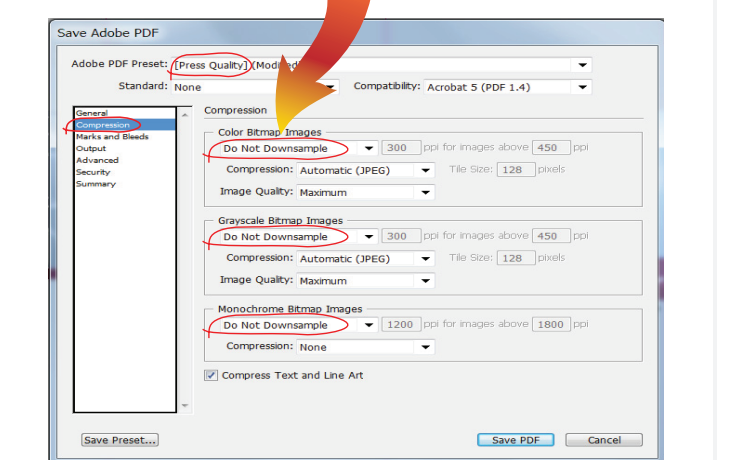 Save Adobe PDF
Adobe PDF Preset: [Press Quality] (Modified)
Standard: None Compatibility: Acrobat 5 (PDF 1.4)
General
Compression
Marks and Bleeds
Output
Advanced
Security
Summary
Compression
Color Bitmap Images
Do Not Downsample 300 ppi for images above 450 ppi
Compression: Automatic (JPEG) Tile Size: 128 pixels
Image Quality: Maximum
Grayscale Bitmap Images
Do Not Downsample 300 ppi for images above 450 ppi
Compression: Automatic (JPEG) Tile Size: 128 pixels
Image Quality: Maximum
Monochrome Bitmap Images
Do Not Downsample 1200 ppi for images above 1800 ppi
Compression: None
Compress Text and Line Art
Save Preset... Save PDF Cancel